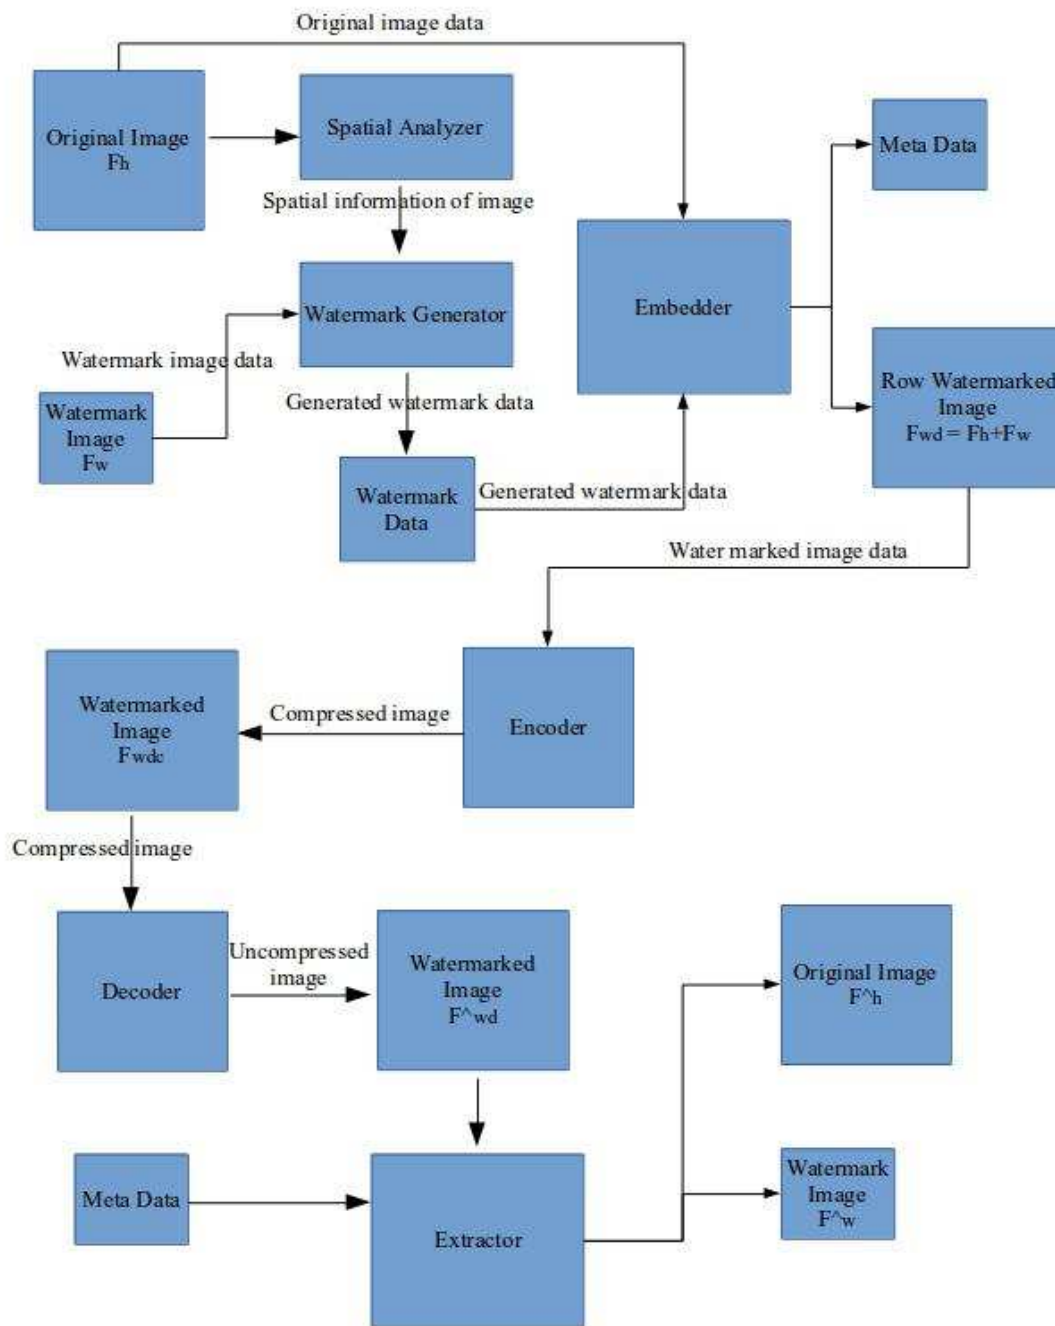 Original image data
Original Image
Fh
Spatial Analyzer
Meta Data
Spatial information of image
Watermark Generator
Embedder
Watermark image data
Row Watermarked
Image
Fwd = Fh+Fw
Watermark
Image
Fw
Generated watermark data
Watermark
Data
Generated watermark data
Water marked image data
Encoder
Compressed image
Watermarked
Image
Fwdc
Compressed image
Decoder
Uncompressed
image
Watermarked
Image
F^wd
Original Image
F^h
Meta Data
Extractor
Watermark
Image
F^w